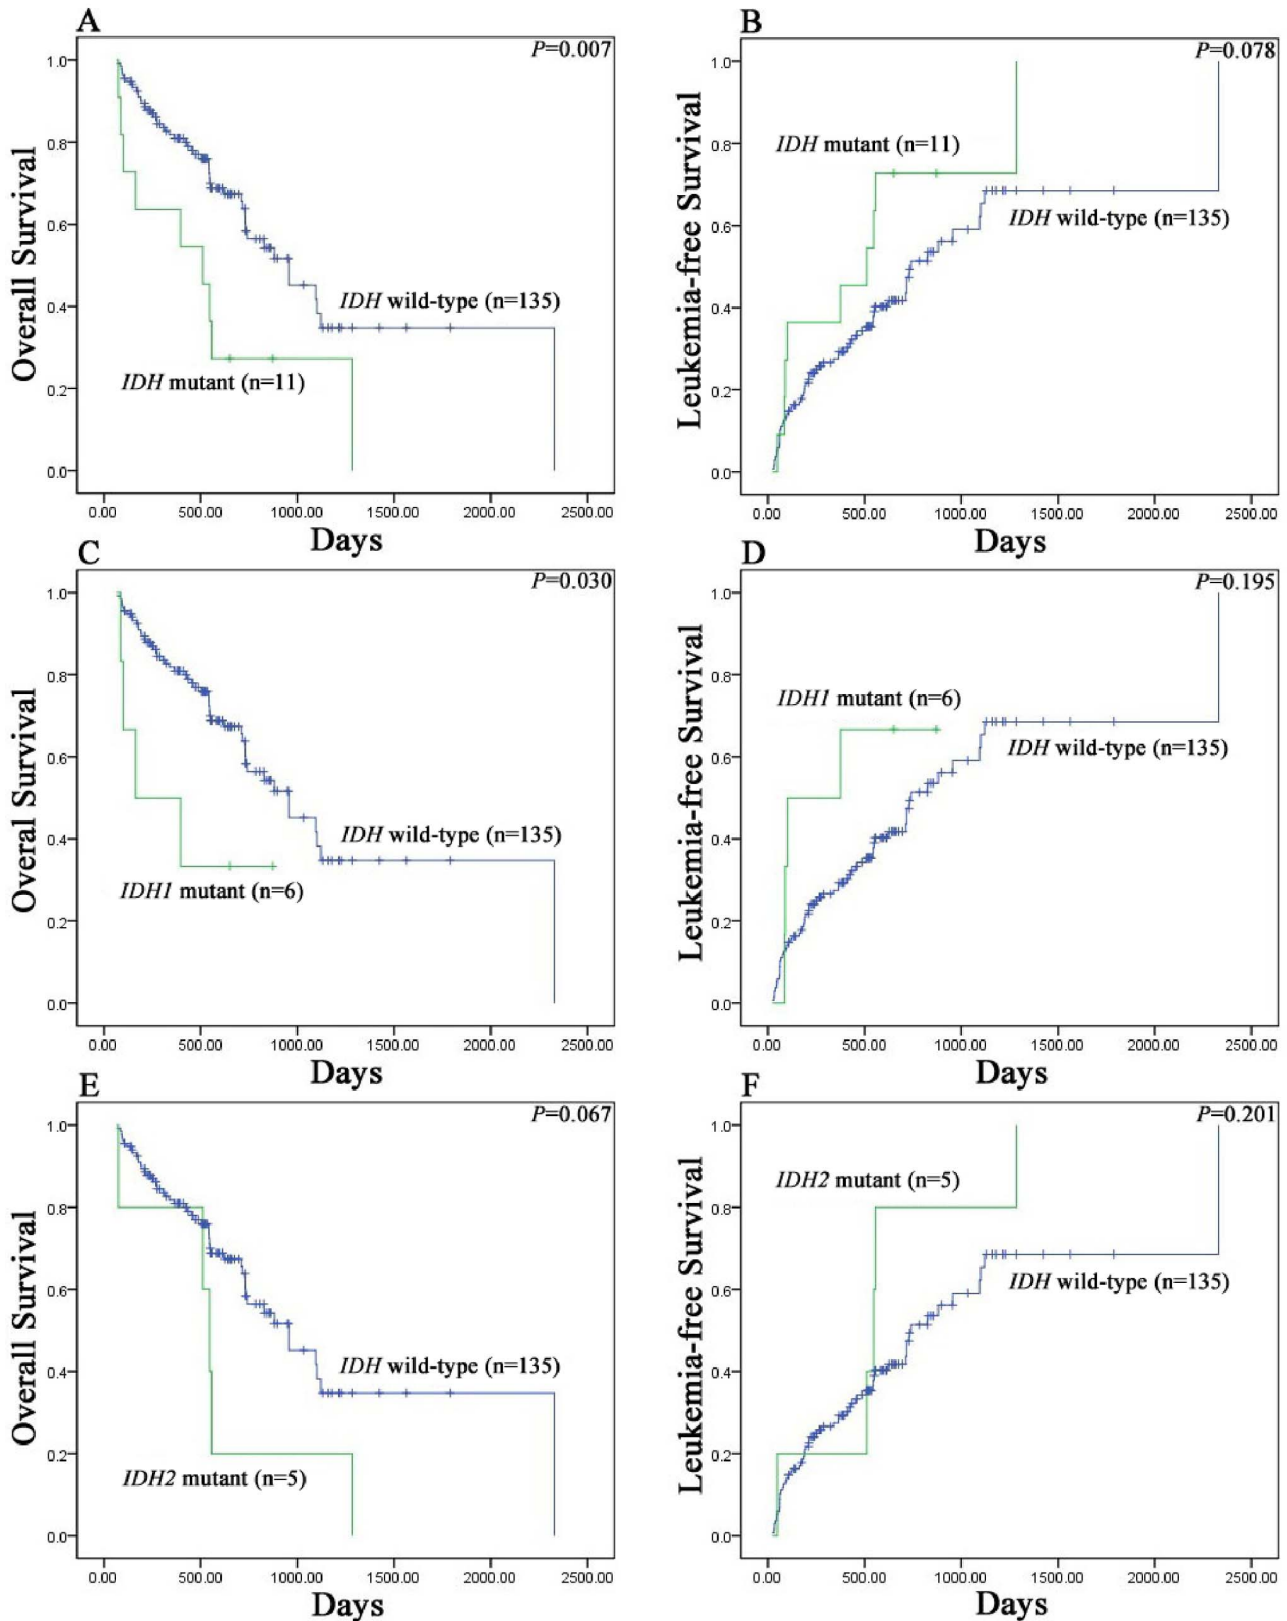 A
P=0.007
Overall Survival
1.0
0.8
0.6
0.4
0.2
0.0
IDH wild-type (n=135)
IDH mutant (n=11)
0.00 500.00 1000.00 1500.00 2000.00 2500.00
Days
B
P=0.078
Leukemia-free Survival
1.0
0.8
0.6
0.4
0.2
0.0
IDH mutant (n=11)
IDH wild-type (n=135)
0.00 500.00 1000.00 1500.00 2000.00 2500.00
Days
C
P=0.030
Overal Survival
1.0
0.8
0.6
0.4
0.2
0.0
IDH wild-type (n=135)
IDH1 mutant (n=6)
0.00 500.00 1000.00 1500.00 2000.00 2500.00
Days
D
P=0.195
Leukemia-free Survival
1.0
0.8
0.6
0.4
0.2
0.0
IDH1 mutant (n=6)
IDH wild-type (n=135)
0.00 500.00 1000.00 1500.00 2000.00 2500.00
Days
E
P=0.067
Overall Survival
1.0
0.8
0.6
0.4
0.2
0.0
IDH wild-type (n=135)
IDH2 mutant (n=5)
0.00 500.00 1000.00 1500.00 2000.00 2500.00
Days
F
P=0.201
Leukemia-free Survival
1.0
0.8
0.6
0.4
0.2
0.0
IDH2 mutant (n=5)
IDH wild-type (n=135)
0.00 500.00 1000.00 1500.00 2000.00 2500.00
Days